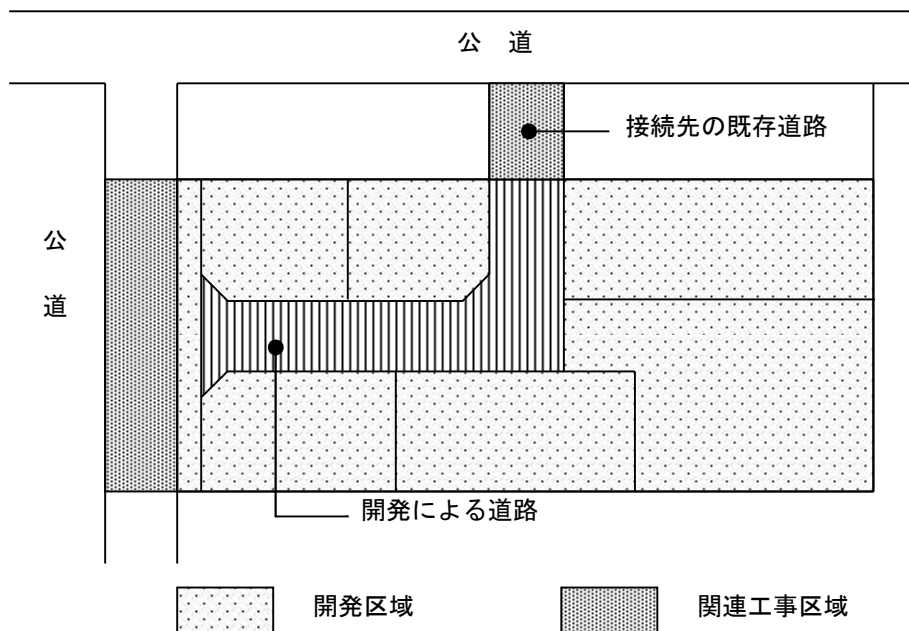 公 道
接続先の既存道路
公
道
開発による道路
開発区域
関連工事区域